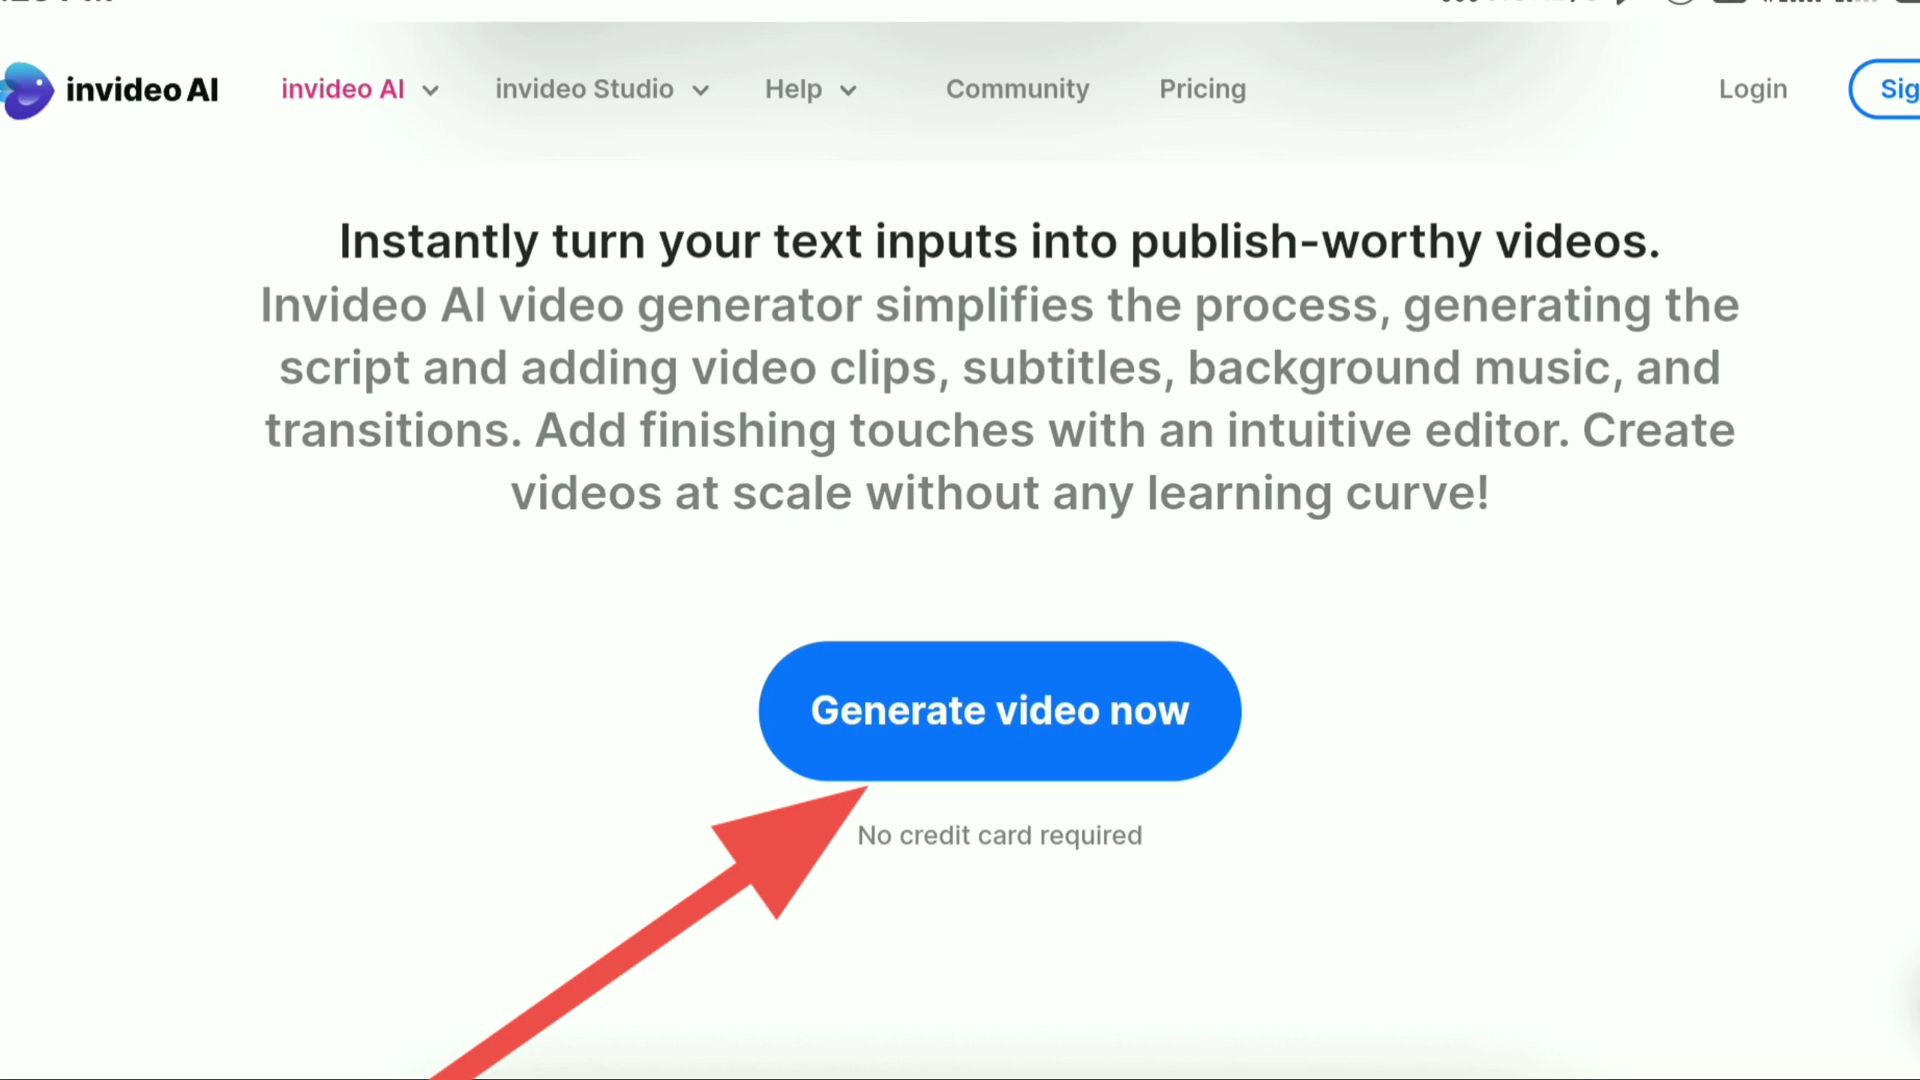 invideo AI
invideo AI
invideo Studio
Help
Community
Pricing
Login
Instantly turn your text inputs into publish-worthy videos.
Invideo AI video generator simplifies the process, generating the
script and adding video clips, subtitles, background music, and
transitions. Add finishing touches with an intuitive editor. Create
videos at scale without any learning curve!
Generate video now
No credit card required